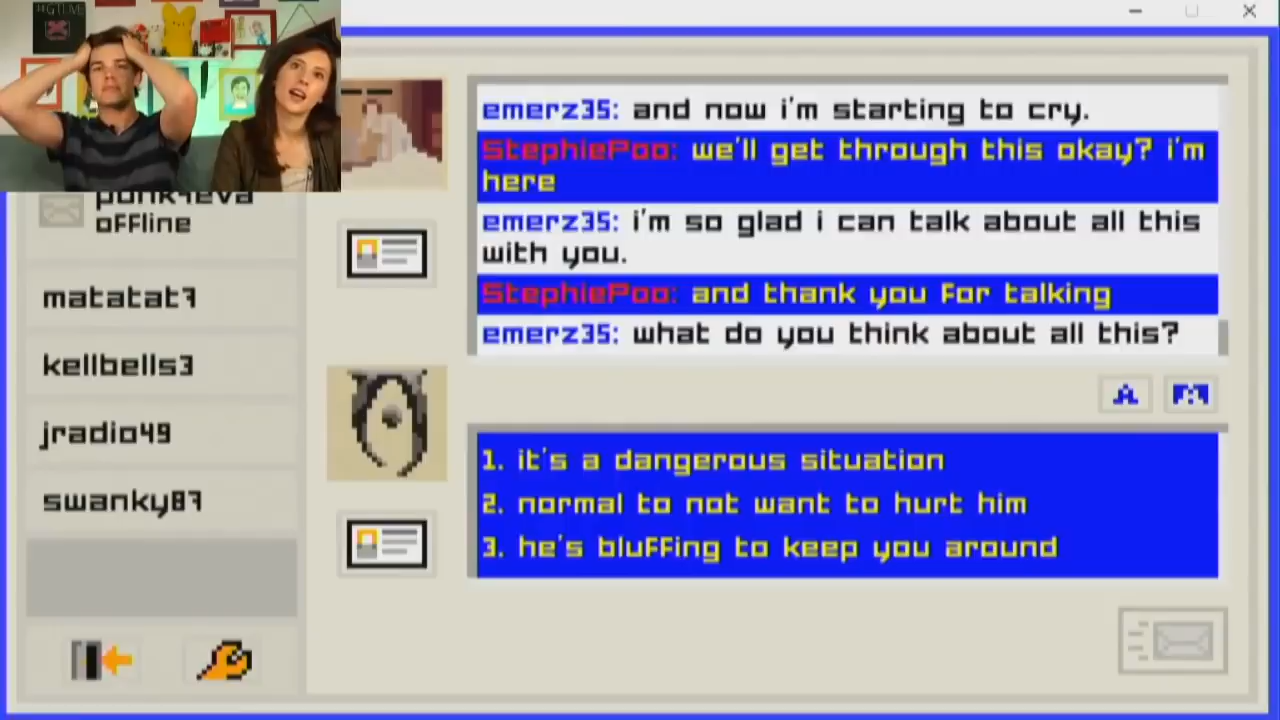 #GTLIVE
emerz35: and now i'm starting to cry.
StephiePoo: we'll get through this okay? i'm
here
emerz35: i'm so glad i can talk about all this
with you.
StephiePoo: and thank you for talking
emerz35: what do you think about all this?
punk4eva
offline
matatat7
kellbells3
jradio49
swanky87
A
1. it's a dangerous situation
2. normal to not want to hurt him
3. he's bluffing to keep you around